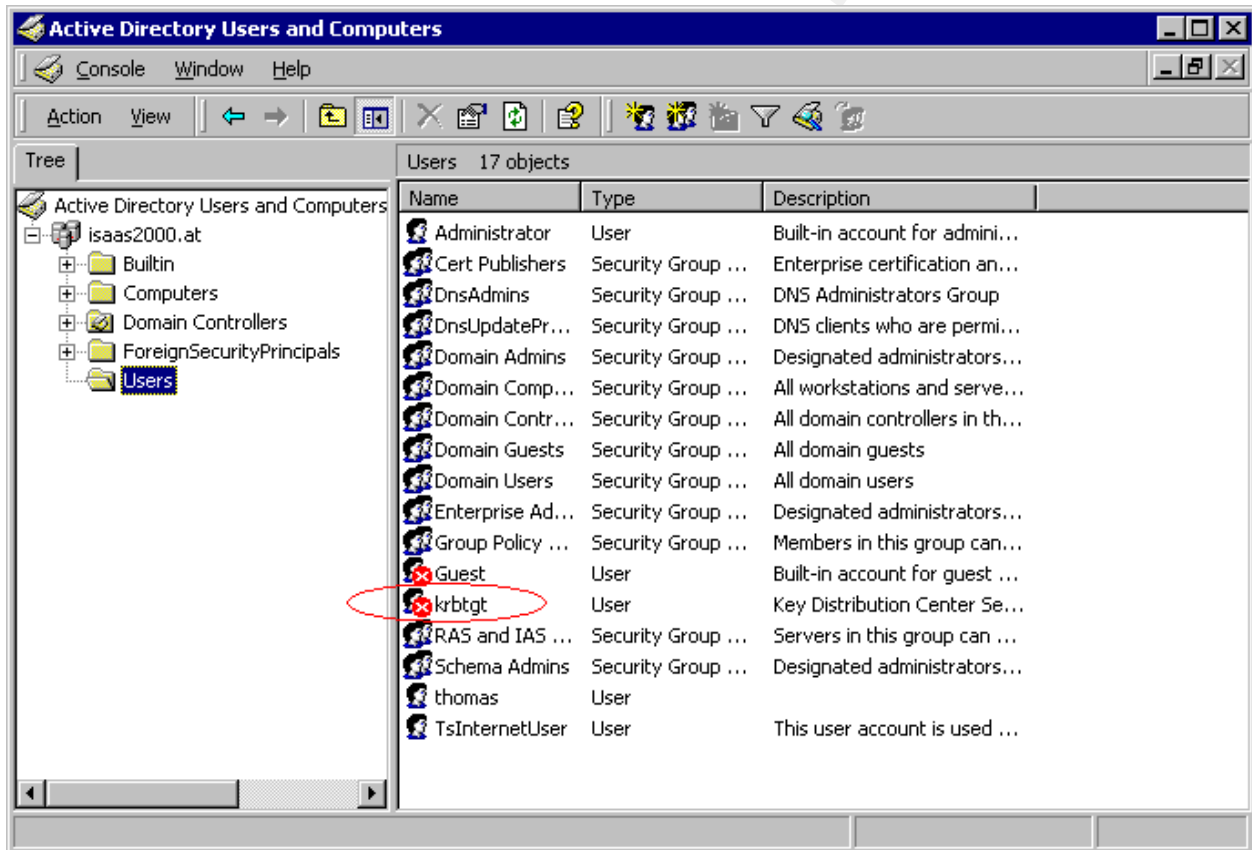 Active Directory Users and Computers
Console Window Help
Action View
Tree
Users 17 objects
Active Directory Users and Computers
isaas2000.at
Builtin
Computers
Domain Controllers
ForeignSecurityPrincipals
Users
Name Type Description
Administrator User Built-in account for admini...
Cert Publishers Security Group ... Enterprise certification an...
DnsAdmins Security Group ... DNS Administrators Group
DnsUpdatePr... Security Group ... DNS clients who are permi...
Domain Admins Security Group ... Designated administrators...
Domain Comp... Security Group ... All workstations and serve...
Domain Contr... Security Group ... All domain controllers in th...
Domain Guests Security Group ... All domain guests
Domain Users Security Group ... All domain users
Enterprise Ad... Security Group ... Designated administrators...
Group Policy ... Security Group ... Members in this group can...
Guest User Built-in account for guest ...
krbtgt User Key Distribution Center Se...
RAS and IAS ... Security Group ... Servers in this group can ...
Schema Admins Security Group ... Designated administrators...
thomas User
TsInternetUser User This user account is used ...